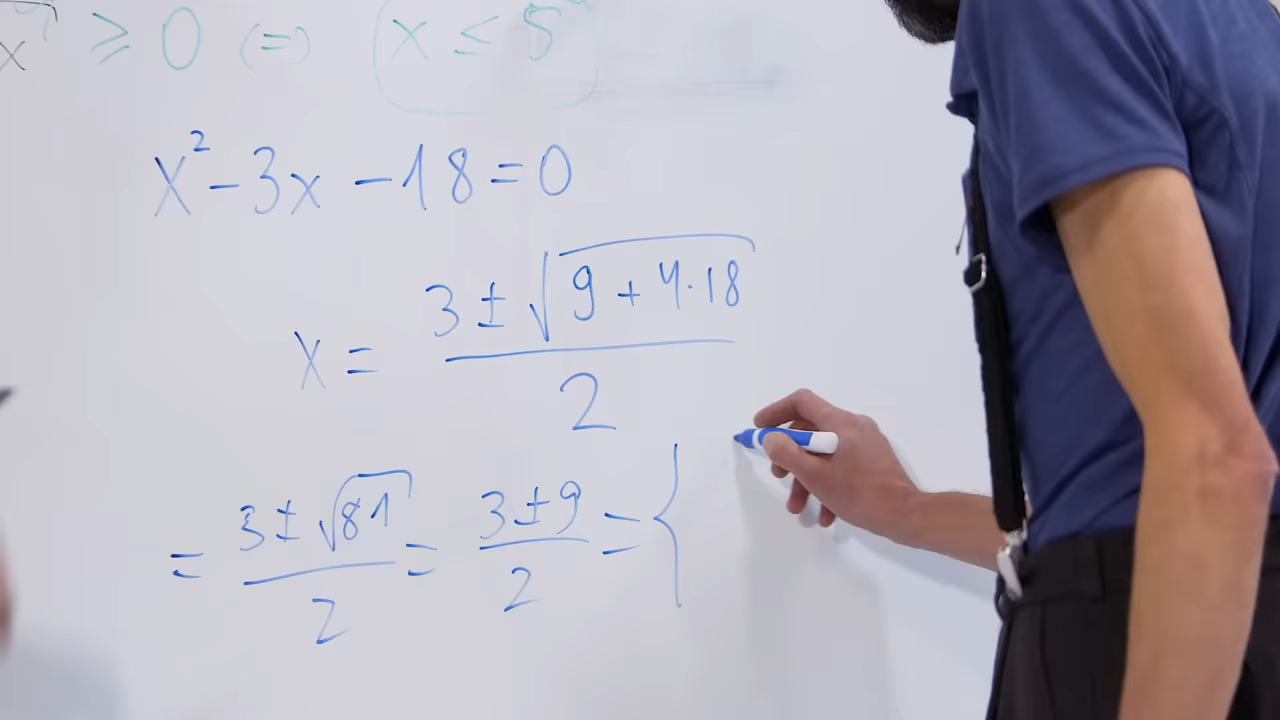 x ≥ 0 (=) x ≤ 5
x² - 3x - 18 = 0
x = (3 ± √(9 + 4·18)) / 2
= (3 ± √81) / 2 = (3 ± 9) / 2 = {